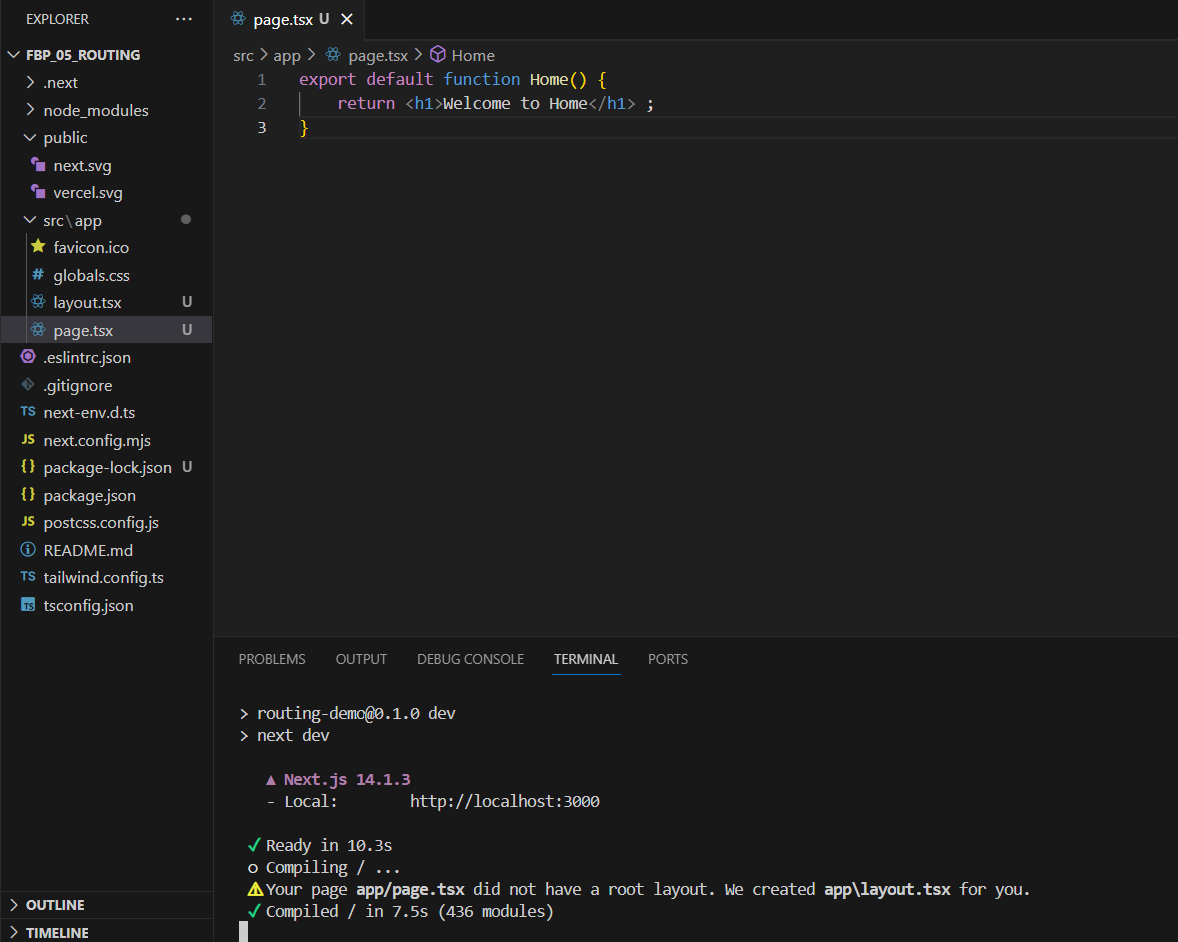 EXPLORER ···
FBP_05_ROUTING
.next
node_modules
public
next.svg
vercel.svg
src\app
favicon.ico
# globals.css
layout.tsx U
page.tsx U
.eslintrc.json
.gitignore
TS next-env.d.ts
JS next.config.mjs
{} package-lock.json U
{} package.json
JS postcss.config.js
README.md
TS tailwind.config.ts
TS tsconfig.json
OUTLINE
TIMELINE
page.tsx U
src > app > page.tsx > Home
1 export default function Home() {
2 return <h1>Welcome to Home</h1> ;
3 }
PROBLEMS OUTPUT DEBUG CONSOLE TERMINAL PORTS
> routing-demo@0.1.0 dev
> next dev
▲ Next.js 14.1.3
- Local: http://localhost:3000
✓ Ready in 10.3s
○ Compiling / ...
⚠ Your page app/page.tsx did not have a root layout. We created app\layout.tsx for you.
✓ Compiled / in 7.5s (436 modules)